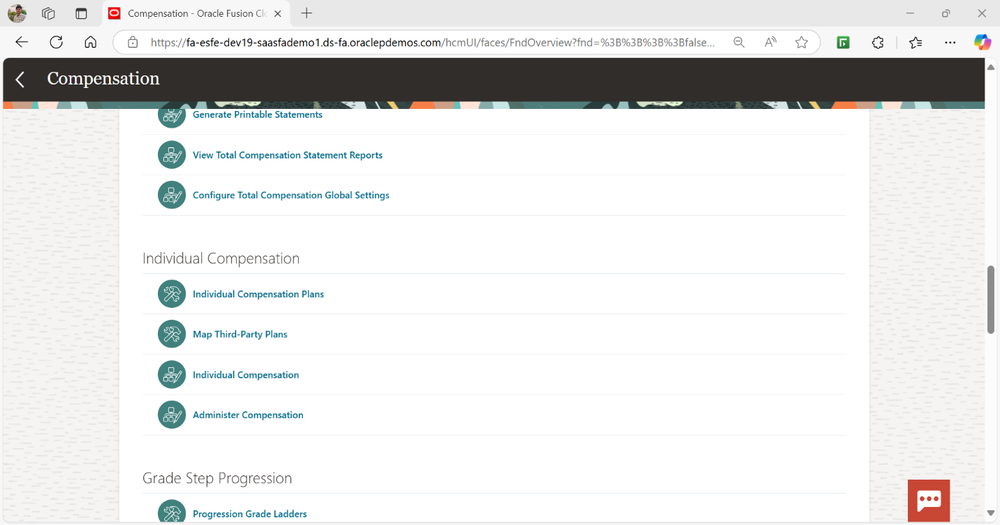 Compensation - Oracle Fusion Clo
https://fa-esfe-dev19-saasfademo1.ds-fa.oraclepdemos.com/hcmUI/faces/FndOverview?fnd=%3B%3B%3B%3Bfalse...
Compensation
Generate Printable Statements
View Total Compensation Statement Reports
Configure Total Compensation Global Settings
Individual Compensation
Individual Compensation Plans
Map Third-Party Plans
Individual Compensation
Administer Compensation
Grade Step Progression
Progression Grade Ladders